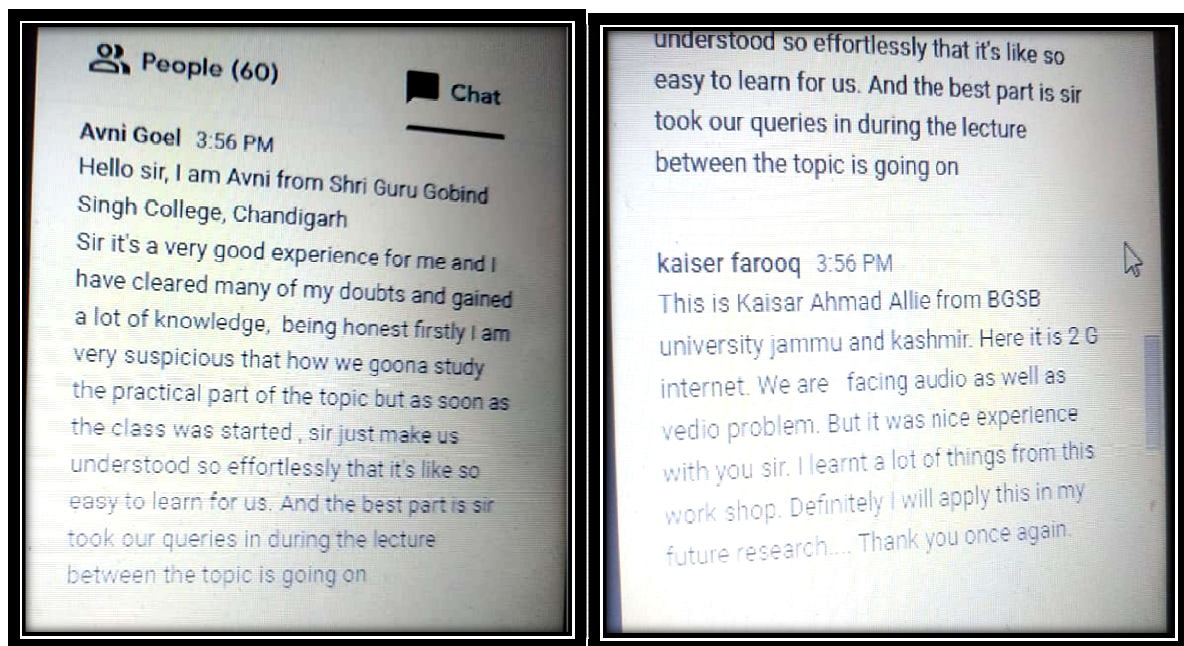 People (60)
Chat
Avni Goel 3:56 PM
Hello sir, I am Avni from Shri Guru Gobind
Singh College, Chandigarh
Sir it's a very good experience for me and I
have cleared many of my doubts and gained
a lot of knowledge, being honest firstly I am
very suspicious that how we goona study
the practical part of the topic but as soon as
the class was started , sir just make us
understood so effortlessly that it's like so
easy to learn for us. And the best part is sir
took our queries in during the lecture
between the topic is going on
understood so effortlessly that it's like so
easy to learn for us. And the best part is sir
took our queries in during the lecture
between the topic is going on
kaiser farooq 3:56 PM
This is Kaisar Ahmad Allie from BGSB
university jammu and kashmir. Here it is 2 G
internet. We are facing audio as well as
vedio problem. But it was nice experience
with you sir. I learnt a lot of things from this
work shop. Definitely I will apply this in my
future research.... Thank you once again.